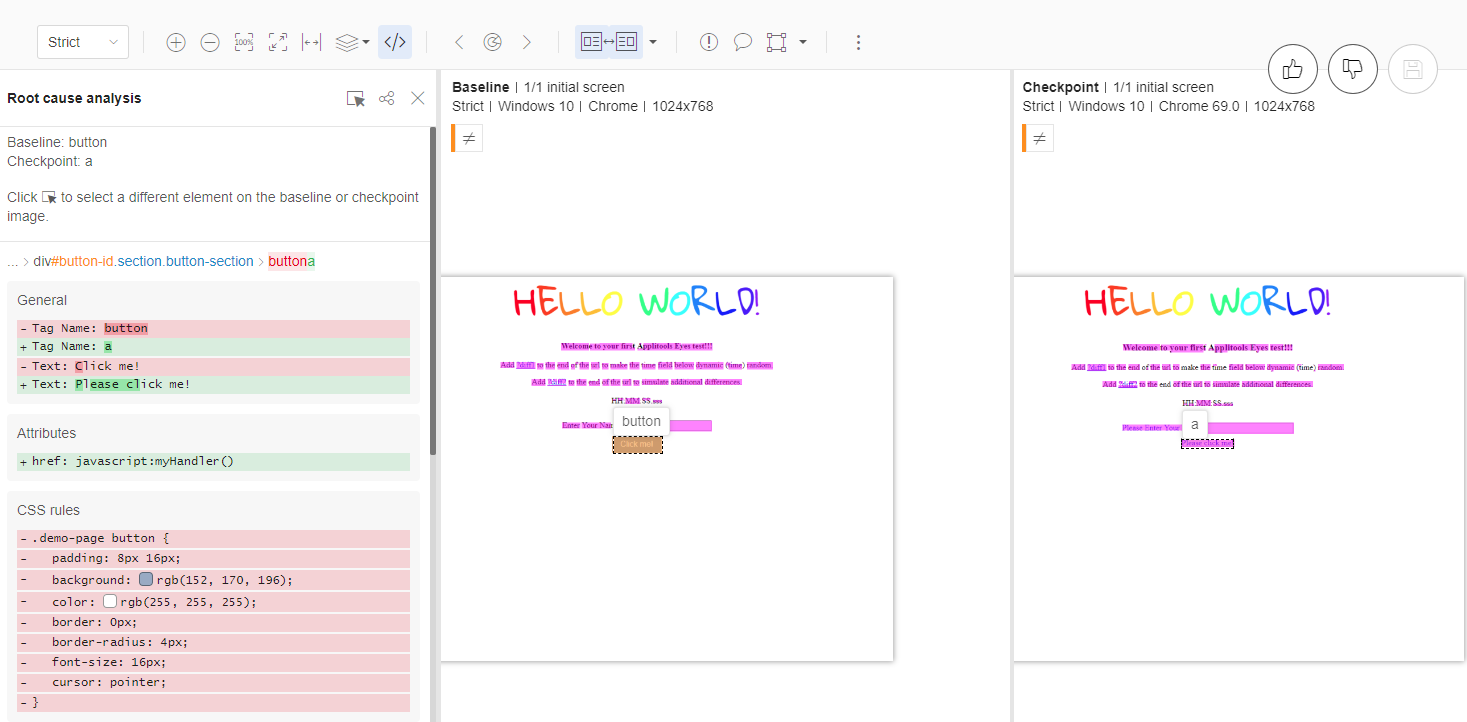 Strict
100%
Root cause analysis
Baseline: button
Checkpoint: a
Click to select a different element on the baseline or checkpoint
image.
... > div#button-id.section.button-section > buttona
General
- Tag Name: button
+ Tag Name: a
- Text: Click me!
+ Text: Please click me!
Attributes
+ href: javascript:myHandler()
CSS rules
- .demo-page button {
- padding: 8px 16px;
- background: rgb(152, 170, 196);
- color: rgb(255, 255, 255);
- border: 0px;
- border-radius: 4px;
- font-size: 16px;
- cursor: pointer;
- }
Baseline | 1/1 initial screen
Strict | Windows 10 | Chrome | 1024x768
≠
HELLO WORLD!
Welcome to your first Applitools Eyes test!!!
Add ?diff1 to the end of the url to make the time field below dynamic (time) random.
Add ?diff2 to the end of the url to simulate additional differences.
HH:MM:SS.sss
Enter Your Nam
button
Click me!
Checkpoint | 1/1 initial screen
Strict | Windows 10 | Chrome 69.0 | 1024x768
≠
HELLO WORLD!
Welcome to your first Applitools Eyes test!!!
Add ?diff1 to the end of the url to make the time field below dynamic (time) random.
Add ?diff2 to the end of the url to simulate additional differences.
HH:MM:SS.sss
Please Enter Your
a
Please click me!